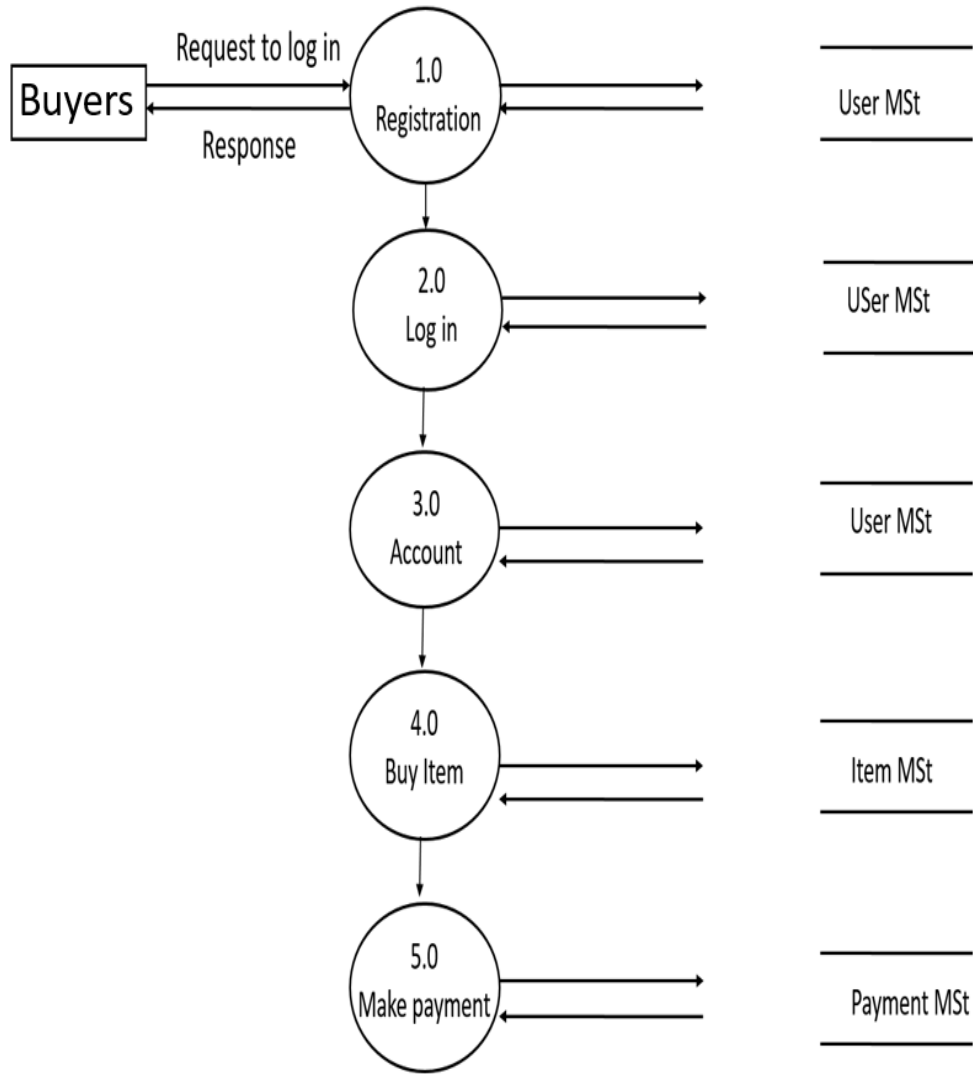 Request to log in
Buyers
Response
1.0
Registration
User MSt
2.0
Log in
USer MSt
3.0
Account
User MSt
4.0
Buy Item
Item MSt
5.0
Make payment
Payment MSt